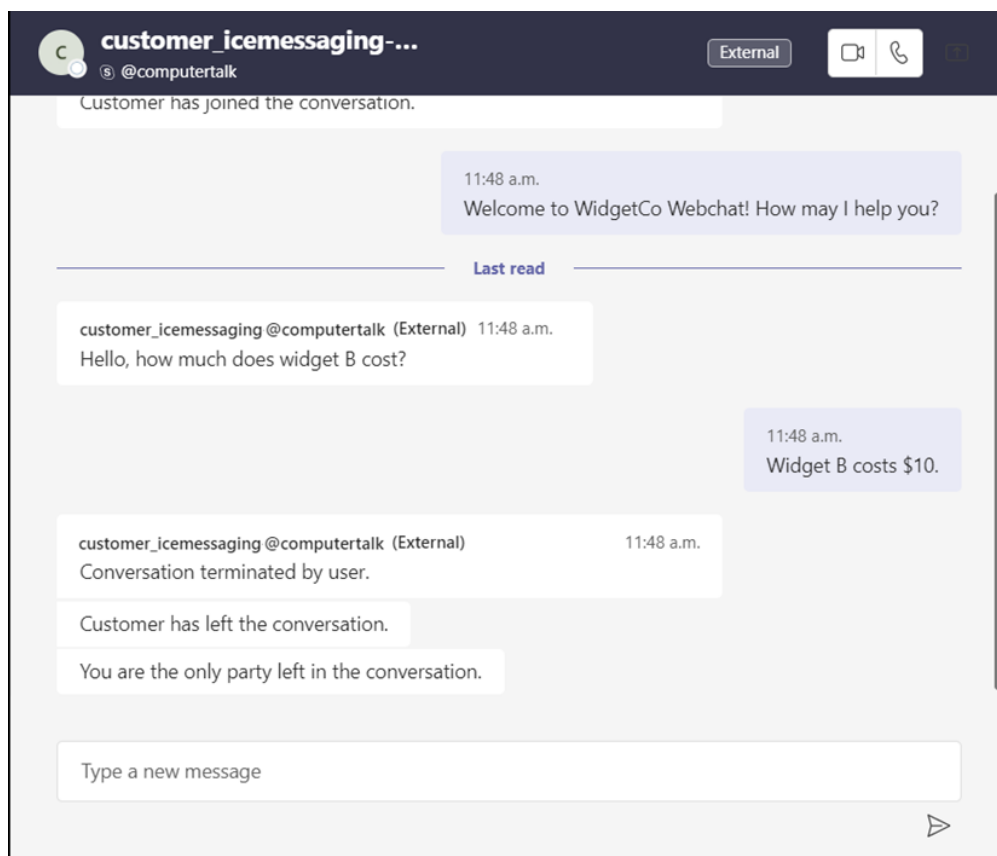 C
customer_icemessaging-...
S @computertalk
External
Customer has joined the conversation.
11:48 a.m.
Welcome to WidgetCo Webchat! How may I help you?
Last read
customer_icemessaging @computertalk (External) 11:48 a.m.
Hello, how much does widget B cost?
11:48 a.m.
Widget B costs $10.
customer_icemessaging @computertalk (External) 11:48 a.m.
Conversation terminated by user.
Customer has left the conversation.
You are the only party left in the conversation.
Type a new message